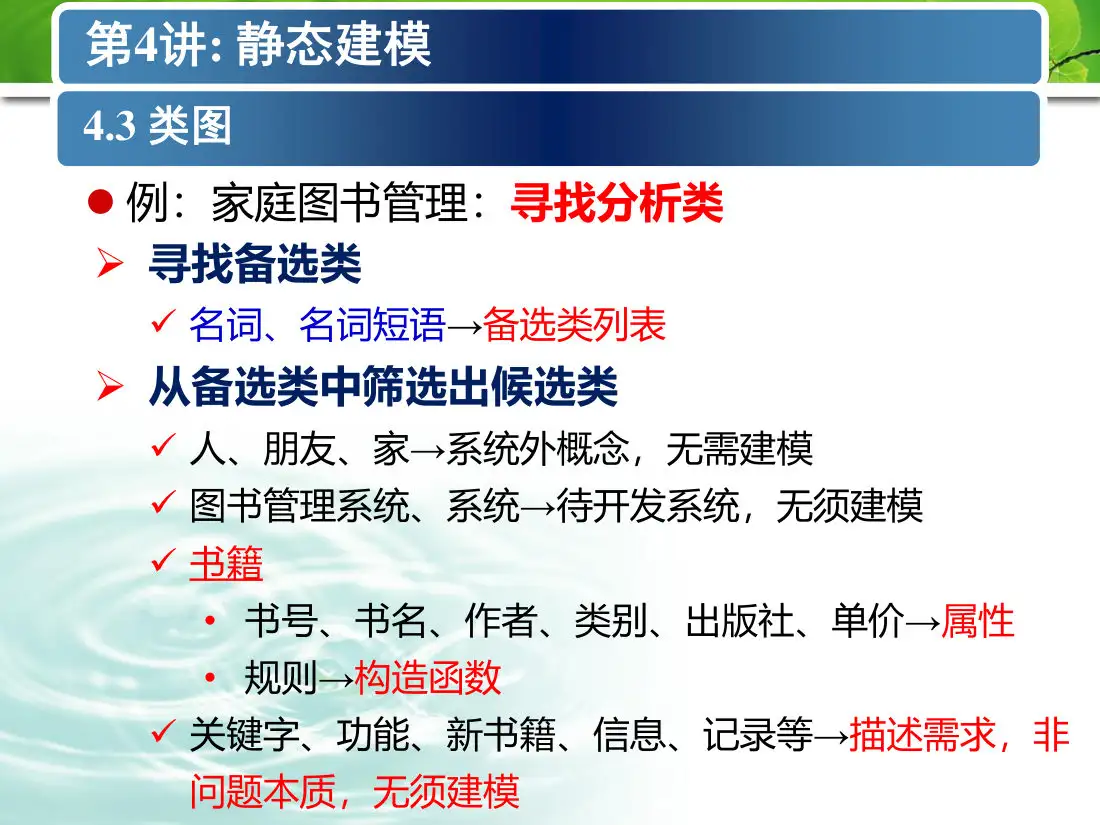 第4讲: 静态建模
4.3 类图
例：家庭图书管理：寻找分析类
寻找备选类
名词、名词短语→备选类列表
从备选类中筛选出候选类
人、朋友、家→系统外概念，无需建模
图书管理系统、系统→待开发系统，无须建模
书籍
书号、书名、作者、类别、出版社、单价→属性
规则→构造函数
关键字、功能、新书籍、信息、记录等→描述需求，非
问题本质，无须建模